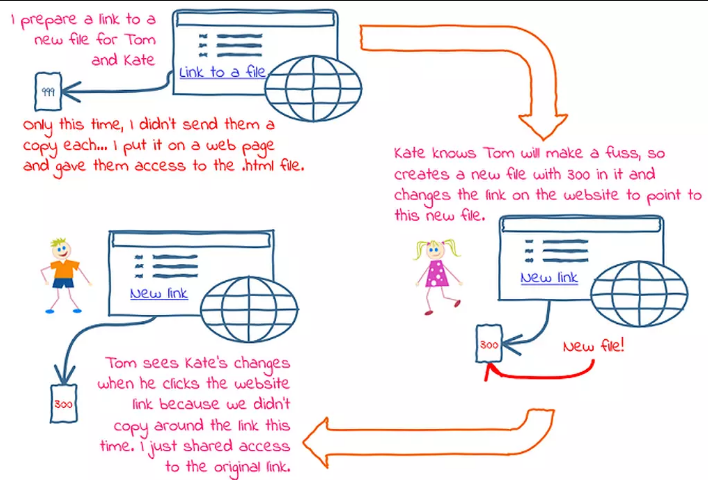 I prepare a link to a
new file for Tom
and Kate
Link to a file
999
Only this time, I didn't send them a
copy each... I put it on a web page
and gave them access to the .html file.
Kate knows Tom will make a fuss, so
creates a new file with 300 in it and
changes the link on the website to point to
this new file.
New link
300
New file!
New link
300
Tom sees Kate's changes
when he clicks the website
link because we didn't
copy around the link this
time. I just shared access
to the original link.